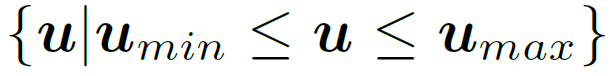 {u|u_min ≤ u ≤ u_max}